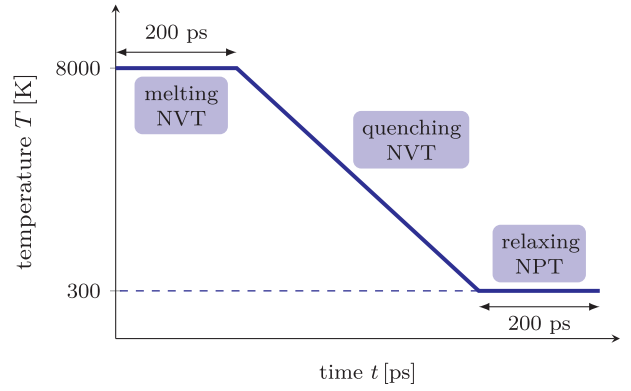 200 ps
8000
melting
NVT
quenching
NVT
temperature T [K]
relaxing
NPT
300
200 ps
time t [ps]